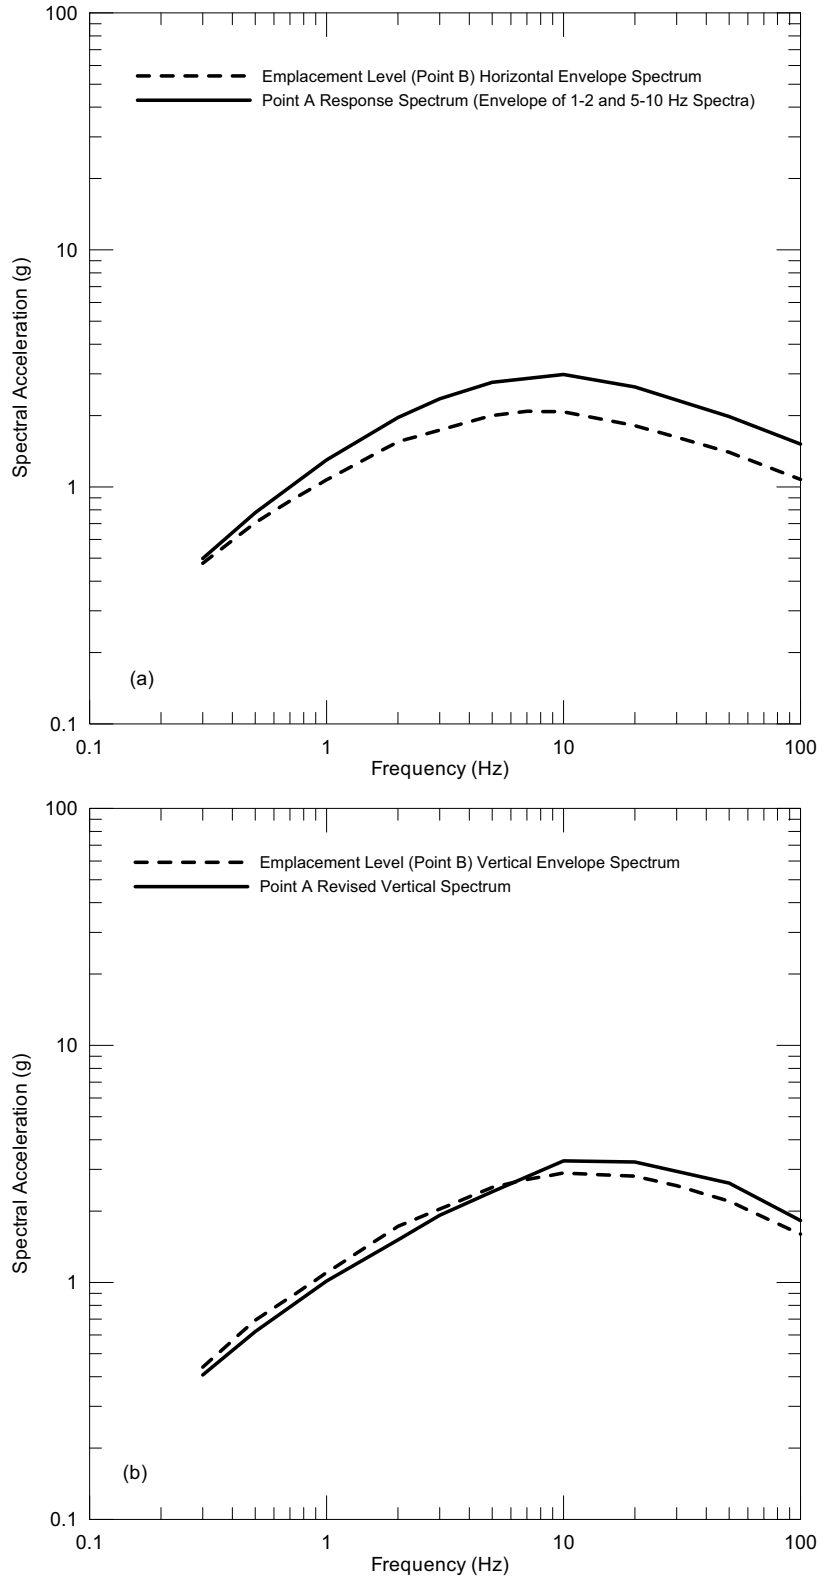 100
Emplacement Level (Point B) Horizontal Envelope Spectrum
Point A Response Spectrum (Envelope of 1-2 and 5-10 Hz Spectra)
10
Spectral Acceleration (g)
1
(a)
0.1
0.1 1 10 100
Frequency (Hz)
100
Emplacement Level (Point B) Vertical Envelope Spectrum
Point A Revised Vertical Spectrum
10
Spectral Acceleration (g)
1
(b)
0.1
0.1 1 10 100
Frequency (Hz)